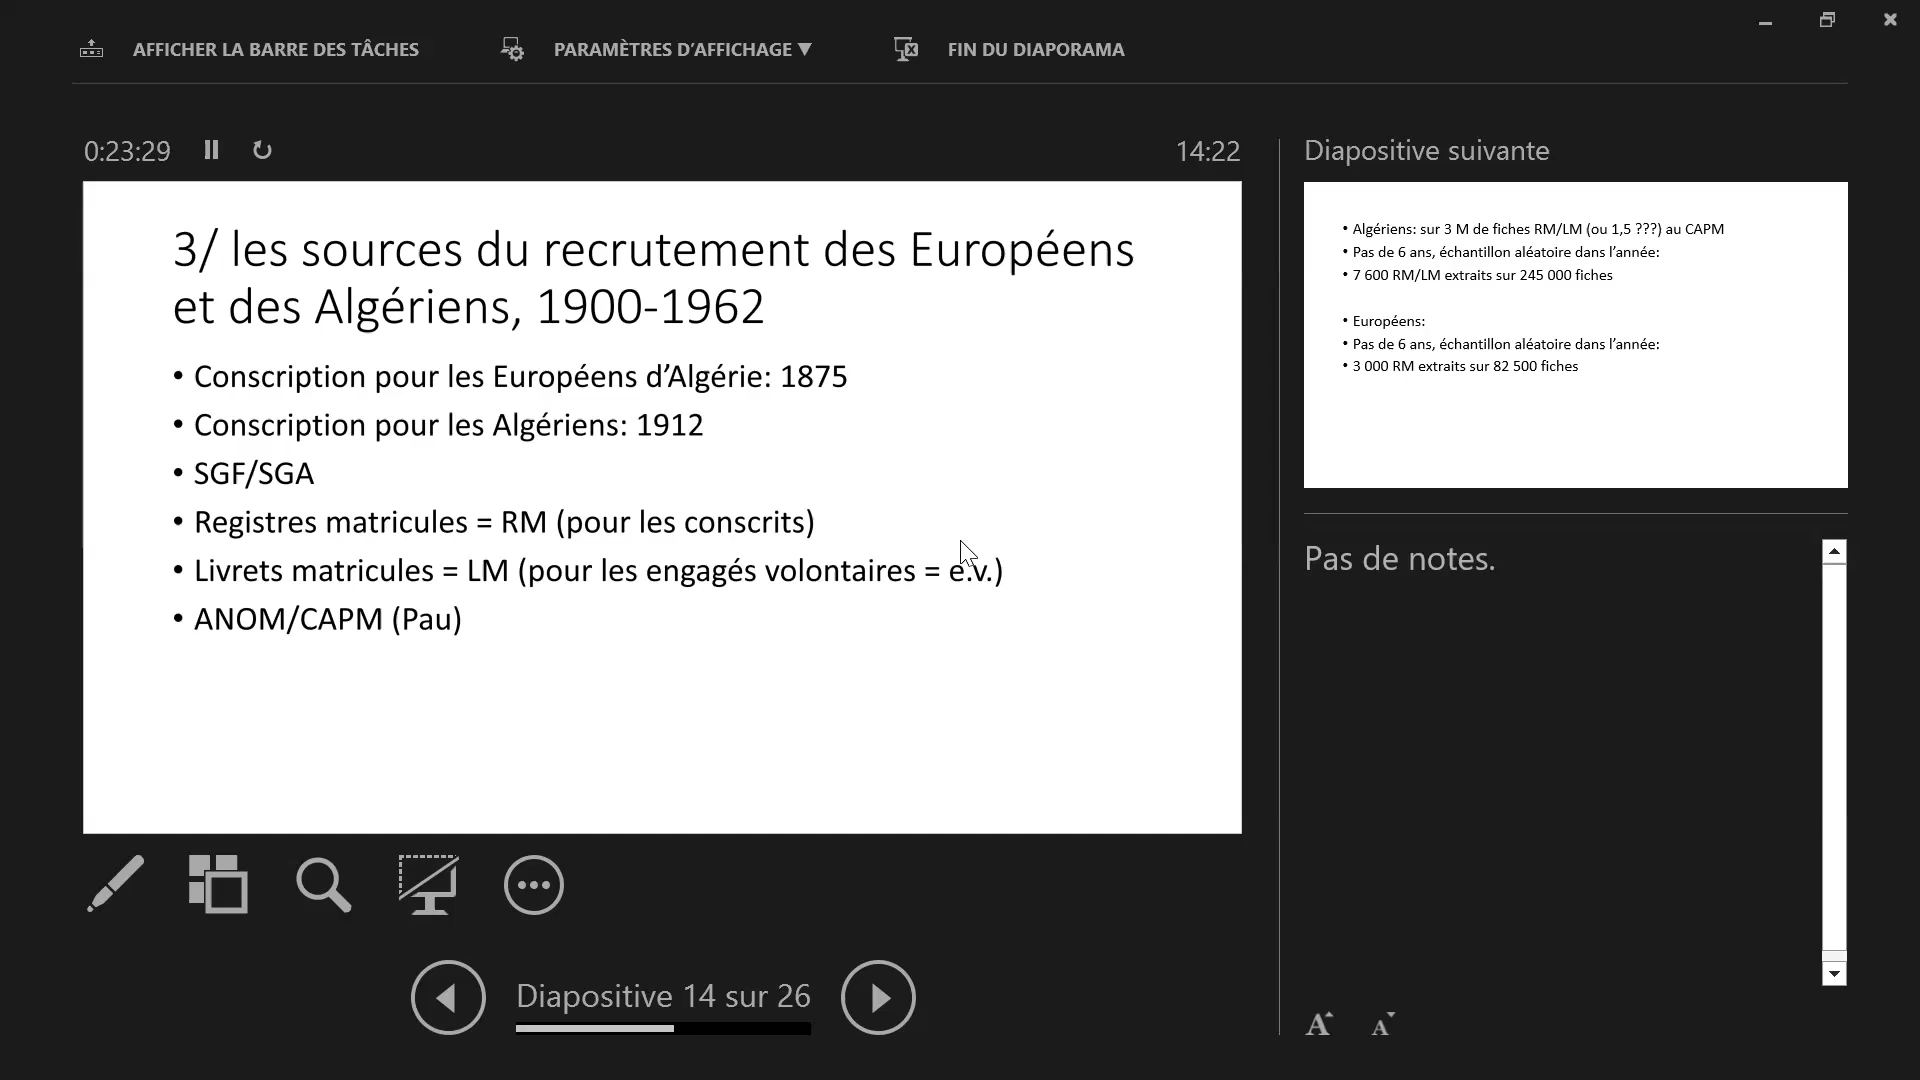 AFFICHER LA BARRE DES TÂCHES
PARAMÈTRES D'AFFICHAGE ▼
FIN DU DIAPORAMA
0:23:29
14:22
3/ les sources du recrutement des Européens
et des Algériens, 1900-1962
• Conscription pour les Européens d'Algérie: 1875
• Conscription pour les Algériens: 1912
• SGF/SGA
• Registres matricules = RM (pour les conscrits)
• Livrets matricules = LM (pour les engagés volontaires = e.v.)
• ANOM/CAPM (Pau)
Diapositive 14 sur 26
Diapositive suivante
• Algériens: sur 3 M de fiches RM/LM (ou 1,5 ???) au CAPM
• Pas de 6 ans, échantillon aléatoire dans l'année:
• 7 600 RM/LM extraits sur 245 000 fiches
• Européens:
• Pas de 6 ans, échantillon aléatoire dans l'année:
• 3 000 RM extraits sur 82 500 fiches
Pas de notes.
A A